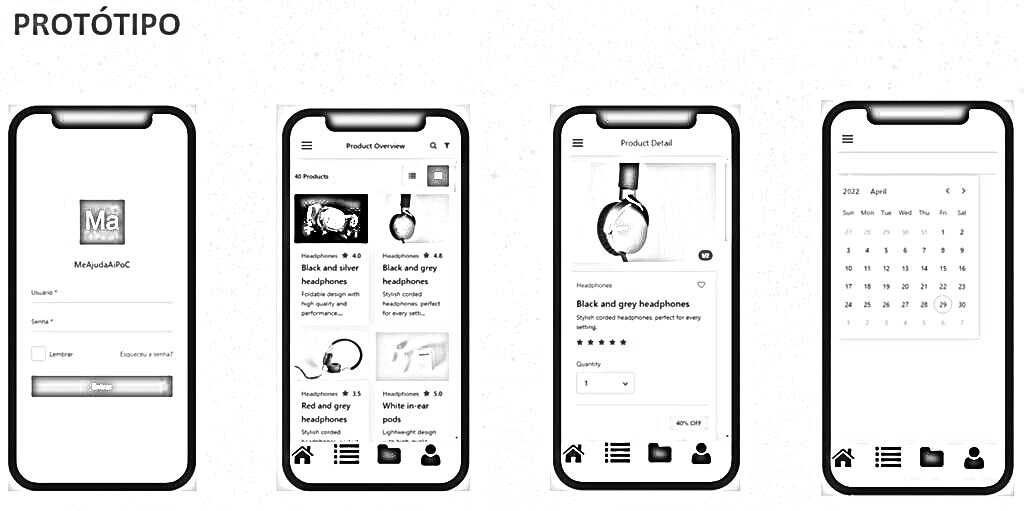 PROTÓTIPO
Ma
MeAjudaAiPoC
Usuário *
Senha *
Lembrar
Esqueceu a senha?
Entrar
Product Overview
40 Products
Headphones ★ 4.0
Black and silver
headphones
Foldable design with
high quality and
performance...
Headphones ★ 4.8
Black and grey
headphones
Stylish corded
headphones, perfect
for every setti...
Headphones ★ 3.5
Red and grey
headphones
Stylish corded
headphones, perfect
Headphones ★ 5.0
White in-ear
pods
Lightweight design
with high quality
Product Detail
1/2
Headphones
Black and grey headphones
Stylish corded headphones, perfect for every
setting.
★ ★ ★ ★ ★
Quantity
1
40% OFF
2022 April
Sun Mon Tue Wed Thu Fri Sat
27 28 29 30 31 1 2
3 4 5 6 7 8 9
10 11 12 13 14 15 16
17 18 19 20 21 22 23
24 25 26 27 28 29 30
1 2 3 4 5 6 7